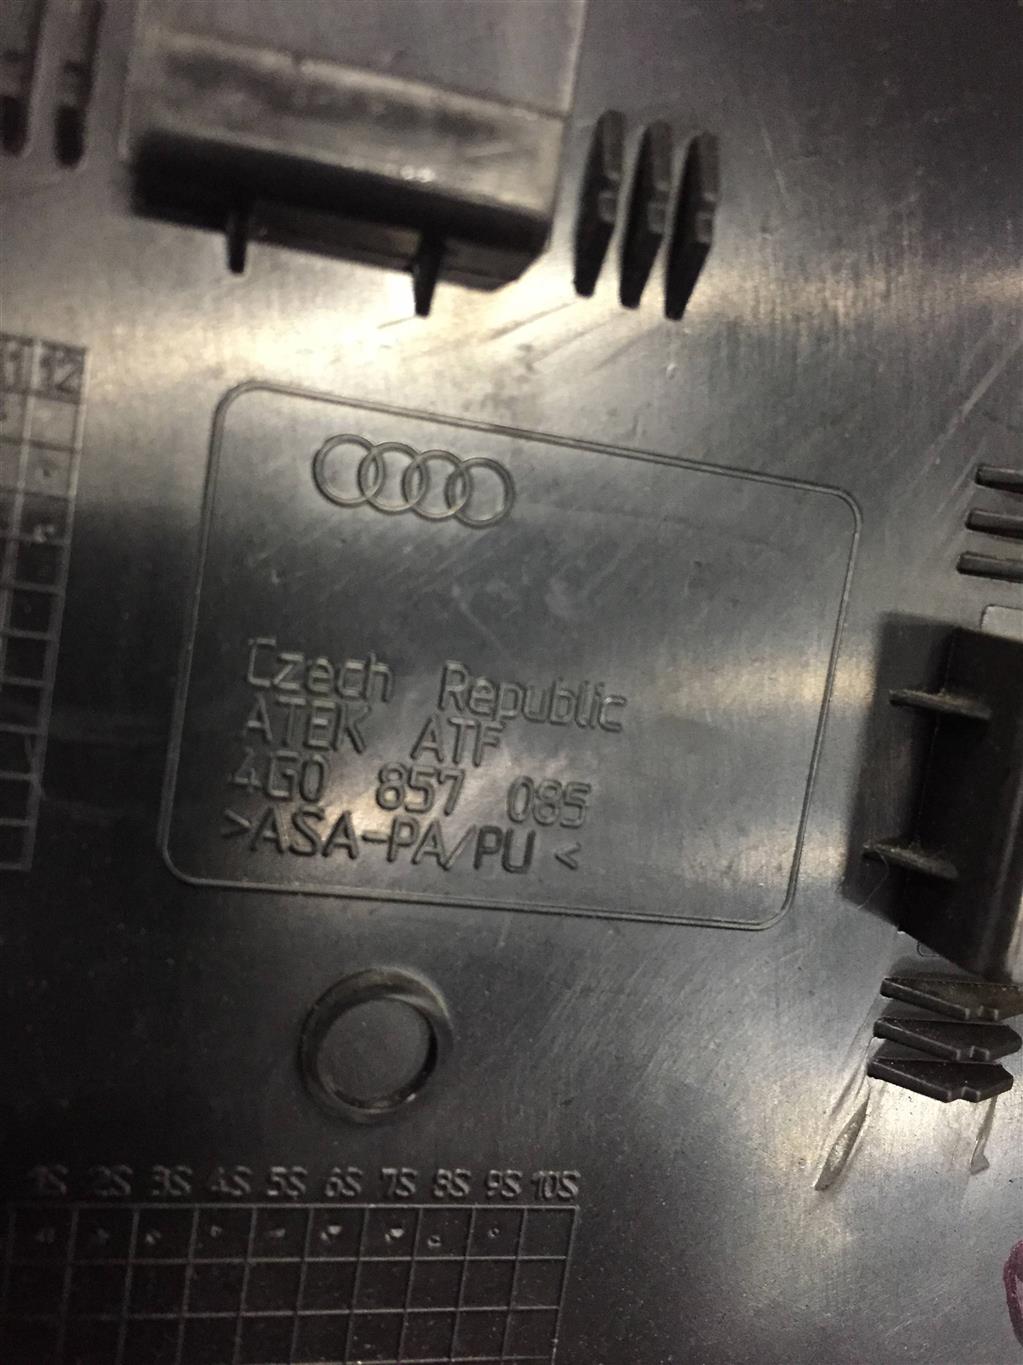 11 12
Czech Republic
ATEK ATF
4G0 857 085
>ASA-PA/PU <
1S 2S 3S 4S 5S 6S 7S 8S 9S 10S